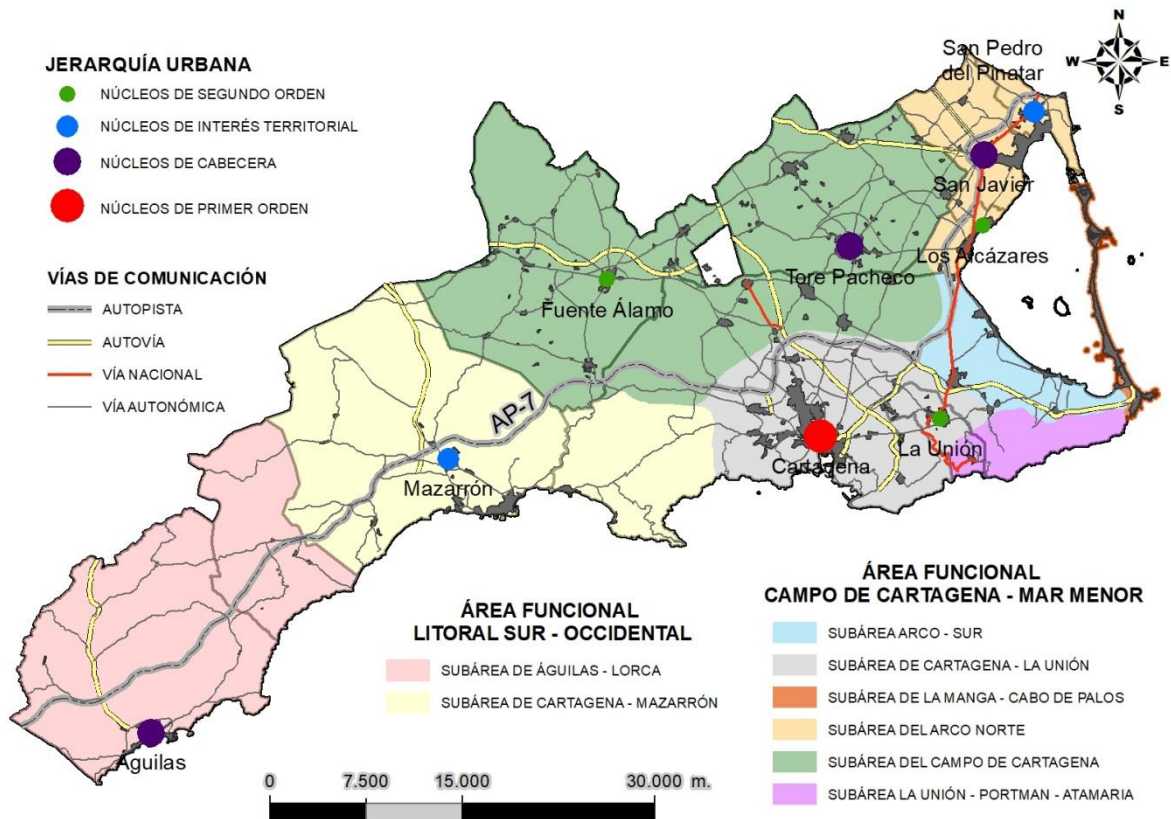 N
W
E
S
JERARQUÍA URBANA
NÚCLEOS DE SEGUNDO ORDEN
NÚCLEOS DE INTERÉS TERRITORIAL
NÚCLEOS DE CABECERA
NÚCLEOS DE PRIMER ORDEN
VÍAS DE COMUNICACIÓN
AUTOPISTA
AUTOVÍA
VÍA NACIONAL
VÍA AUTONÓMICA
San Pedro
del Pinatar
San Javier
Los Alcázares
Tore Pacheco
Fuente Álamo
AP-7
La Unión
Cartagena
Mazarrón
Águilas
ÁREA FUNCIONAL
LITORAL SUR - OCCIDENTAL
SUBÁREA DE ÁGUILAS - LORCA
SUBÁREA DE CARTAGENA - MAZARRÓN
ÁREA FUNCIONAL
CAMPO DE CARTAGENA - MAR MENOR
SUBÁREA ARCO - SUR
SUBÁREA DE CARTAGENA - LA UNIÓN
SUBÁREA DE LA MANGA - CABO DE PALOS
SUBÁREA DEL ARCO NORTE
SUBÁREA DEL CAMPO DE CARTAGENA
SUBÁREA LA UNIÓN - PORTMAN - ATAMARIA
0 7.500 15.000 30.000 m.